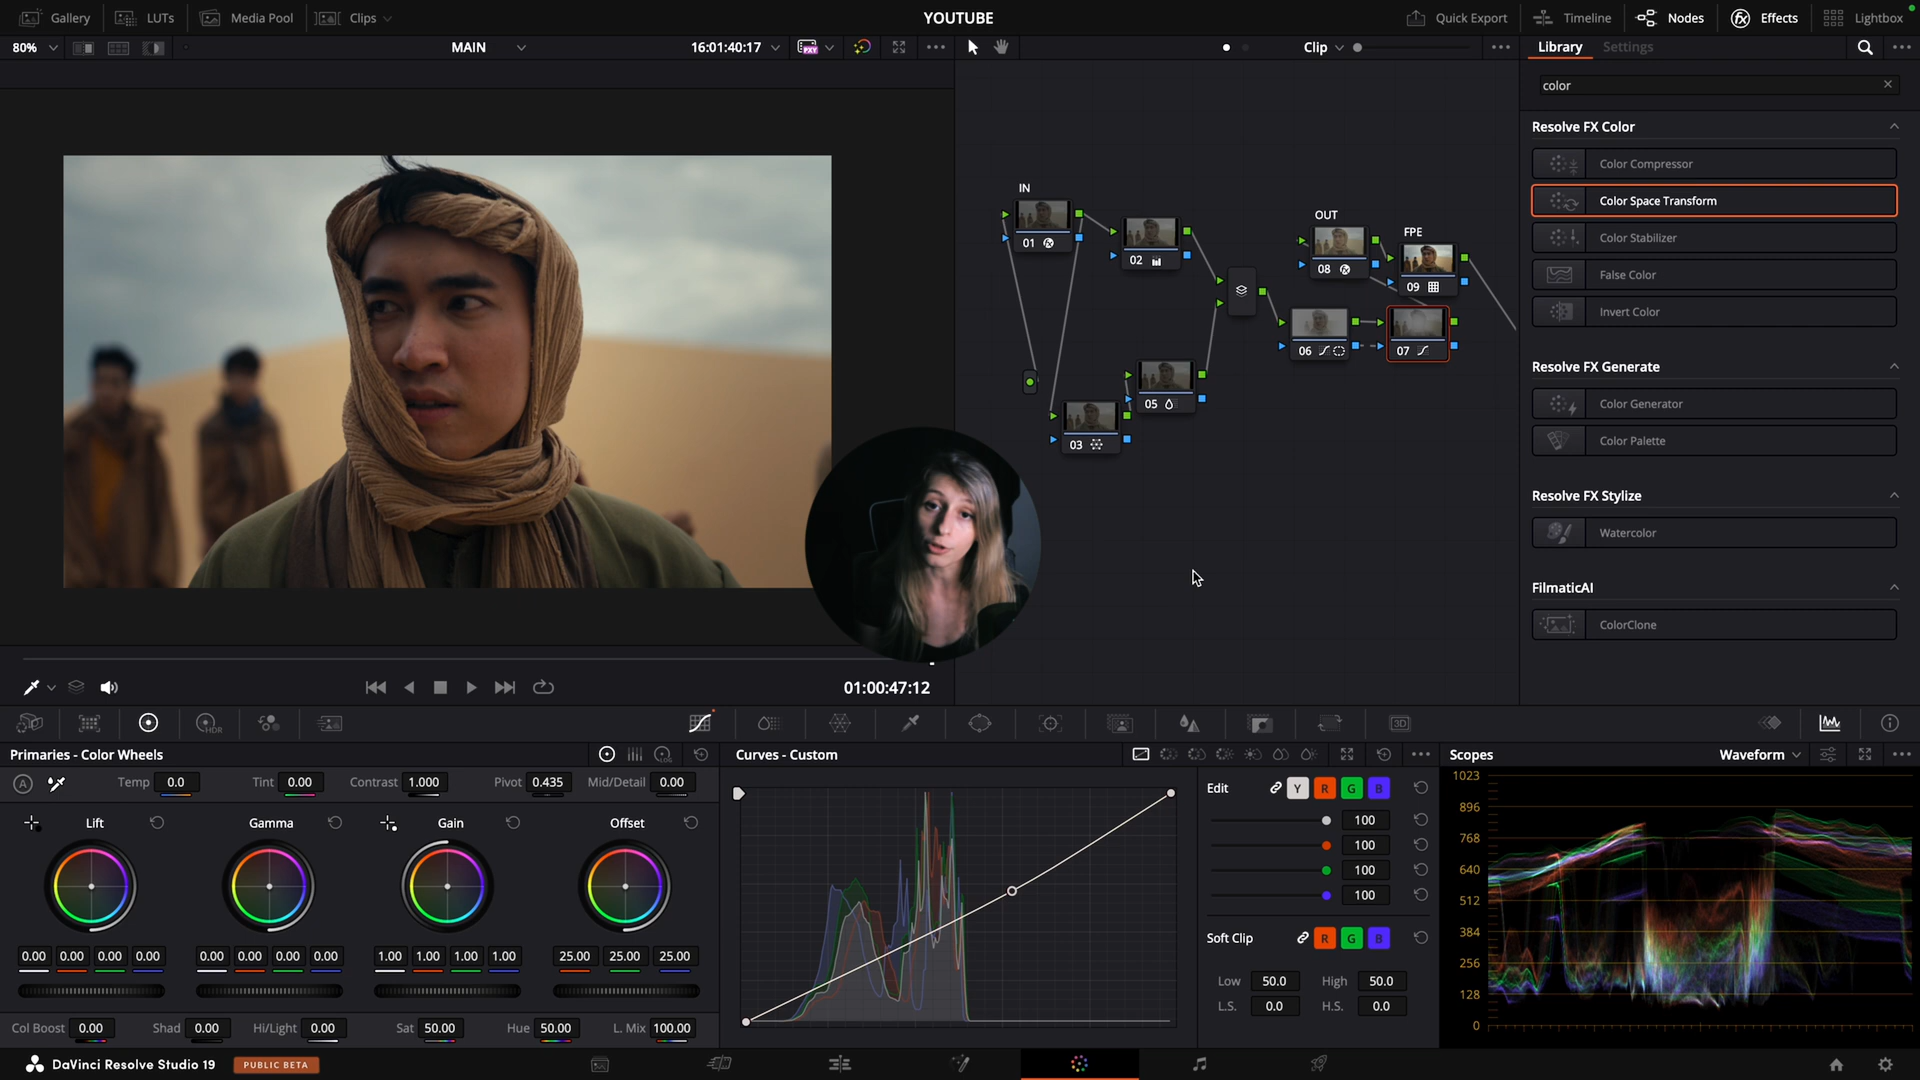 Gallery LUTs Media Pool Clips YOUTUBE Quick Export Timeline Nodes Effects Lightbox
80% MAIN 16:01:40:17 PXY Clip Library Settings
color
Resolve FX Color
Color Compressor
Color Space Transform
Color Stabilizer
False Color
Invert Color
Resolve FX Generate
Color Generator
Color Palette
Resolve FX Stylize
Watercolor
FilmaticAI
ColorClone
IN
01
02
OUT
08
FPE
09
06
07
05
03
01:00:47:12
HDR
3D
Primaries - Color Wheels
LOG
Curves - Custom
Scopes Waveform
A Temp 0.0 Tint 0.00 Contrast 1.000 Pivot 0.435 Mid/Detail 0.00
Lift Gamma Gain Offset
0.00 0.00 0.00 0.00 0.00 0.00 0.00 0.00 1.00 1.00 1.00 1.00 25.00 25.00 25.00
Col Boost 0.00 Shad 0.00 Hi/Light 0.00 Sat 50.00 Hue 50.00 L. Mix 100.00
Edit Y R G B
100
100
100
100
Soft Clip R G B
Low 50.0 High 50.0
L.S. 0.0 H.S. 0.0
1023
896
768
640
512
384
256
128
0
DaVinci Resolve Studio 19 PUBLIC BETA